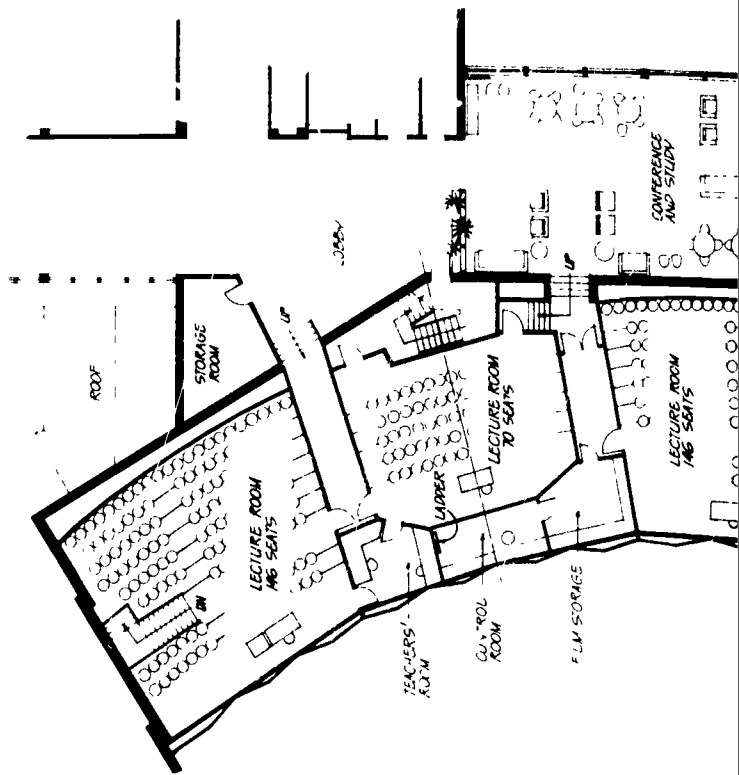 ROOF
STORAGE
ROOM
UP
LOBBY
CONFERENCE
AND STUDY
UP
LECTURE ROOM
146 SEATS
DN
LECTURE ROOM
70 SEATS
LADDER
LECTURE ROOM
146 SEATS
TEACHERS'
ROOM
CONTROL
ROOM
FILM STORAGE